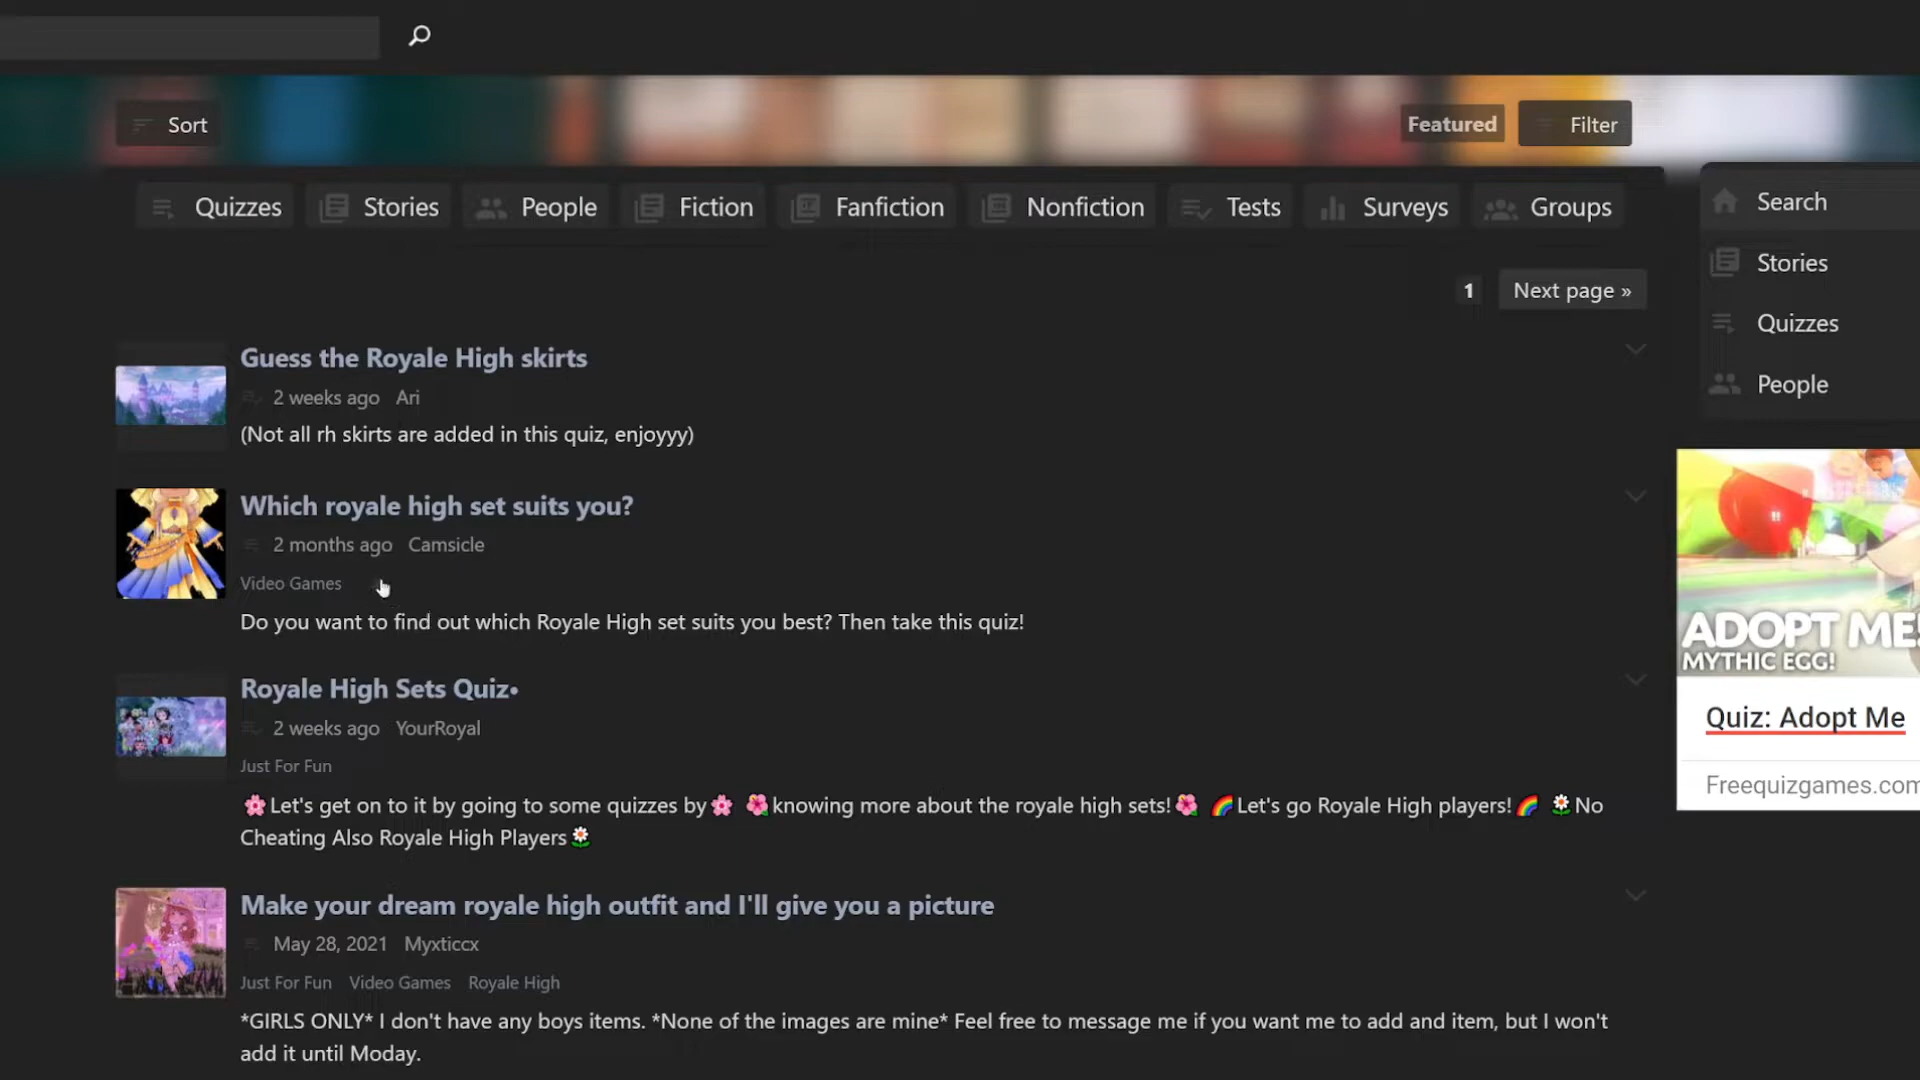 Sort
Featured
Filter
Quizzes
Stories
People
Fiction
Fanfiction
Nonfiction
Tests
Surveys
Groups
Search
Stories
Quizzes
People
1
Next page »
Guess the Royale High skirts
2 weeks ago Ari
(Not all rh skirts are added in this quiz, enjoyyy)
Which royale high set suits you?
2 months ago Camsicle
Video Games
Do you want to find out which Royale High set suits you best? Then take this quiz!
Royale High Sets Quiz•
2 weeks ago YourRoyal
Just For Fun
🌸Let's get on to it by going to some quizzes by🌸 🌺knowing more about the royale high sets!🌺 🌈Let's go Royale High players!🌈 🌼No
Cheating Also Royale High Players🌼
Make your dream royale high outfit and I'll give you a picture
May 28, 2021 Myxticcx
Just For Fun Video Games Royale High
*GIRLS ONLY* I don't have any boys items. *None of the images are mine* Feel free to message me if you want me to add and item, but I won't
add it until Moday.
ADOPT ME!
MYTHIC EGG!
Quiz: Adopt Me
Freequizgames.com